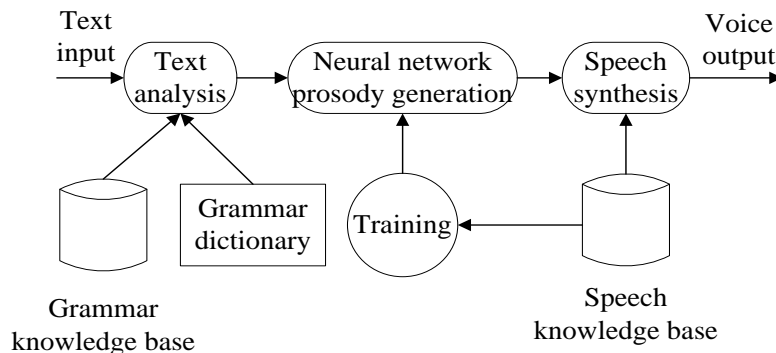 Text
input
Text
analysis
Neural network
prosody generation
Speech
synthesis
Voice
output
Grammar
dictionary
Training
Grammar
knowledge base
Speech
knowledge base